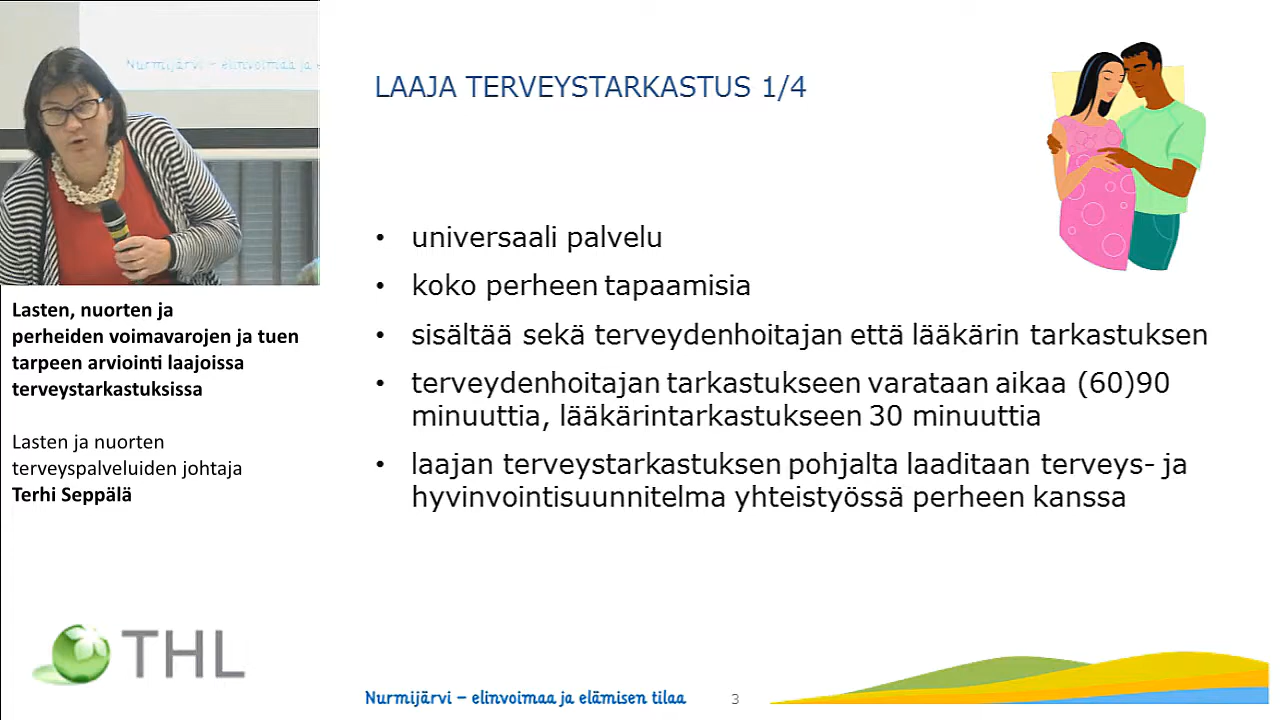 Nurmijärvi – elinvoimaa ja e
LAAJA TERVEYSTARKASTUS 1/4
• universaali palvelu
• koko perheen tapaamisia
• sisältää sekä terveydenhoitajan että lääkärin tarkastuksen
• terveydenhoitajan tarkastukseen varataan aikaa (60)90
minuuttia, lääkärintarkastukseen 30 minuuttia
• laajan terveystarkastuksen pohjalta laaditaan terveys- ja
hyvinvointisuunnitelma yhteistyössä perheen kanssa
Lasten, nuorten ja
perheiden voimavarojen ja tuen
tarpeen arviointi laajoissa
terveystarkastuksissa
Lasten ja nuorten
terveyspalveluiden johtaja
Terhi Seppälä
THL
Nurmijärvi – elinvoimaa ja elämisen tilaa
3